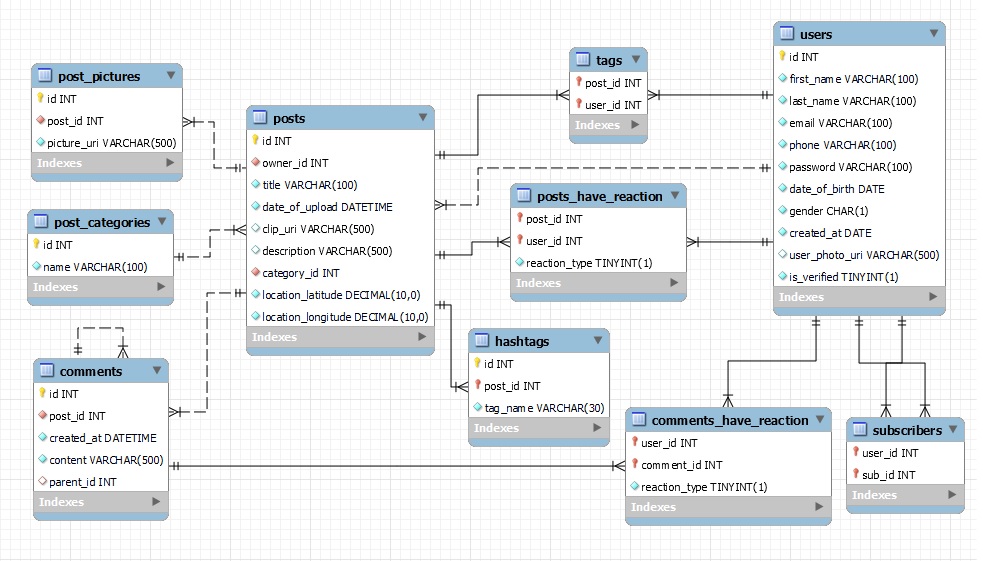 post_pictures
id INT
post_id INT
picture_uri VARCHAR(500)
Indexes
post_categories
id INT
name VARCHAR(100)
Indexes
comments
id INT
post_id INT
created_at DATETIME
content VARCHAR(500)
parent_id INT
Indexes
posts
id INT
owner_id INT
title VARCHAR(100)
date_of_upload DATETIME
clip_uri VARCHAR(500)
description VARCHAR(500)
category_id INT
location_latitude DECIMAL(10,0)
location_longitude DECIMAL(10,0)
Indexes
tags
post_id INT
user_id INT
Indexes
posts_have_reaction
post_id INT
user_id INT
reaction_type TINYINT(1)
Indexes
hashtags
id INT
post_id INT
tag_name VARCHAR(30)
Indexes
comments_have_reaction
user_id INT
comment_id INT
reaction_type TINYINT(1)
Indexes
users
id INT
first_name VARCHAR(100)
last_name VARCHAR(100)
email VARCHAR(100)
phone VARCHAR(100)
password VARCHAR(100)
date_of_birth DATE
gender CHAR(1)
created_at DATE
user_photo_uri VARCHAR(500)
is_verified TINYINT(1)
Indexes
subscribers
user_id INT
sub_id INT
Indexes